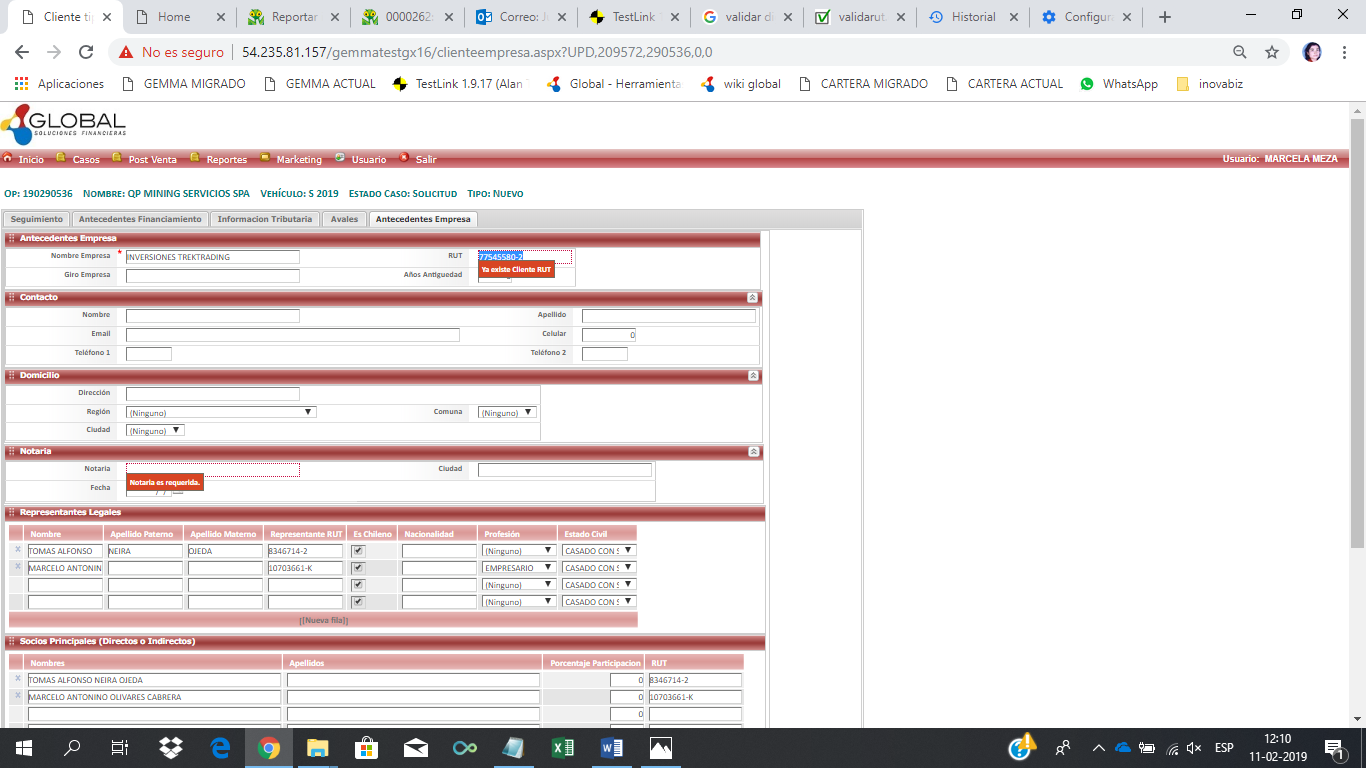 Cliente ti
Home
Reportar
0000262
Correo: J
TestLink 1
validar di
validaruta
Historial
Configura
No es seguro | 54.235.81.157/gemmatestgx16/clienteempresa.aspx?UPD,209572,290536,0,0
Aplicaciones
GEMMA MIGRADO
GEMMA ACTUAL
TestLink 1.9.17 (Alan
Global - Herramienta
wiki global
CARTERA MIGRADO
CARTERA ACTUAL
WhatsApp
inovabiz
GLOBAL
SOLUCIONES FINANCIERAS
Inicio Casos Post Venta Reportes Marketing Usuario Salir Usuario: MARCELA MEZA
Op: 190290536 Nombre: QP MINING SERVICIOS SPA Vehículo: S 2019 Estado Caso: Solicitud Tipo: Nuevo
Seguimiento Antecedentes Financiamiento Informacion Tributaria Avales Antecedentes Empresa
Antecedentes Empresa
Nombre Empresa * INVERSIONES TREKTRADING RUT 77545580-2
Ya existe Cliente RUT
Giro Empresa Años Antiguedad
Contacto
Nombre Apellido
Email Celular 0
Teléfono 1 Teléfono 2
Domicilio
Dirección
Región (Ninguno) Comuna (Ninguno)
Ciudad (Ninguno)
Notaria
Notaria Ciudad
Notaria es requerida.
Fecha / /
Representantes Legales
Nombre Apellido Paterno Apellido Materno Representante RUT Es Chileno Nacionalidad Profesión Estado Civil
TOMAS ALFONSO NEIRA OJEDA 8346714-2 (Ninguno) CASADO CON S
MARCELO ANTONIN 10703661-K EMPRESARIO CASADO CON S
(Ninguno) CASADO CON S
(Ninguno) CASADO CON S
[[Nueva fila]]
Socios Principales (Directos o Indirectos)
Nombres Apellidos Porcentaje Participacion RUT
TOMAS ALFONSO NEIRA OJEDA 0 8346714-2
MARCELO ANTONINO OLIVARES CABRERA 0 10703661-K
0
ESP
12:10
11-02-2019
1